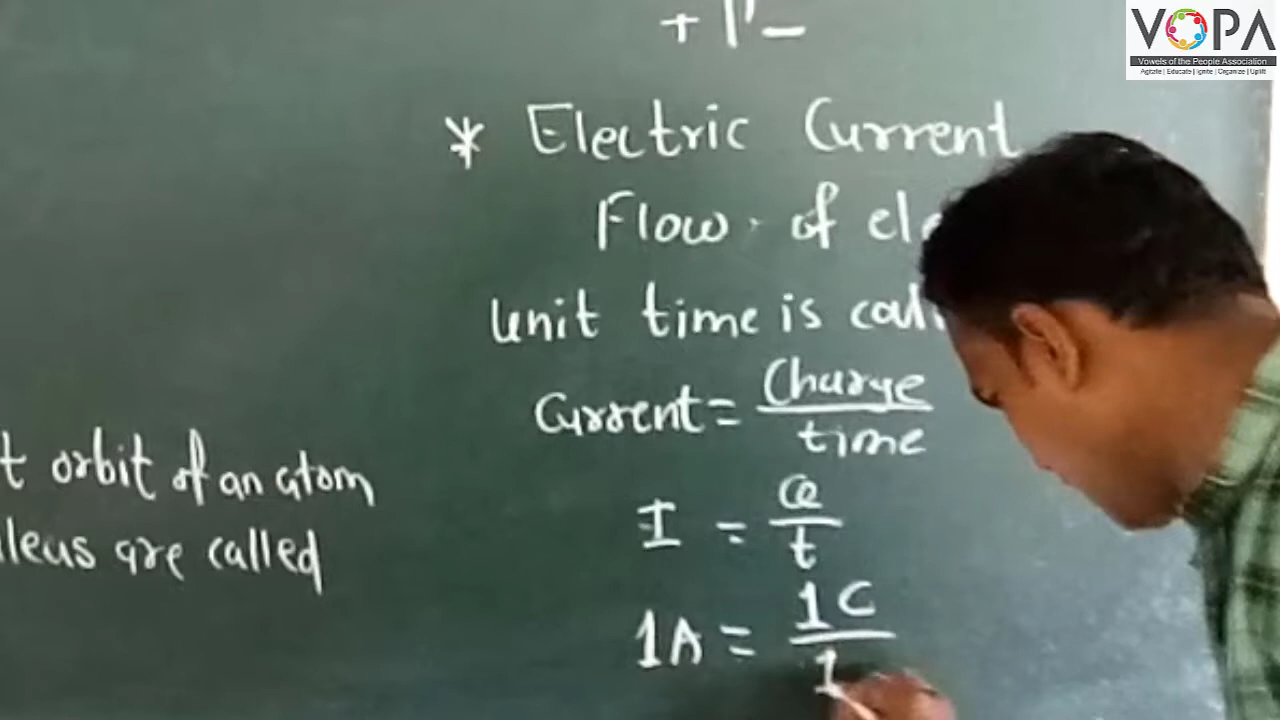 VOPA
Vowels of the People Association
Agitate | Educate | Ignite | Organize | Uplift
+ | ' −
* Electric Current
Flow of ele
unit time is call
Current = Charge / time
I = Q / t
1A = 1C / 1
t orbit of an atom
leus are called